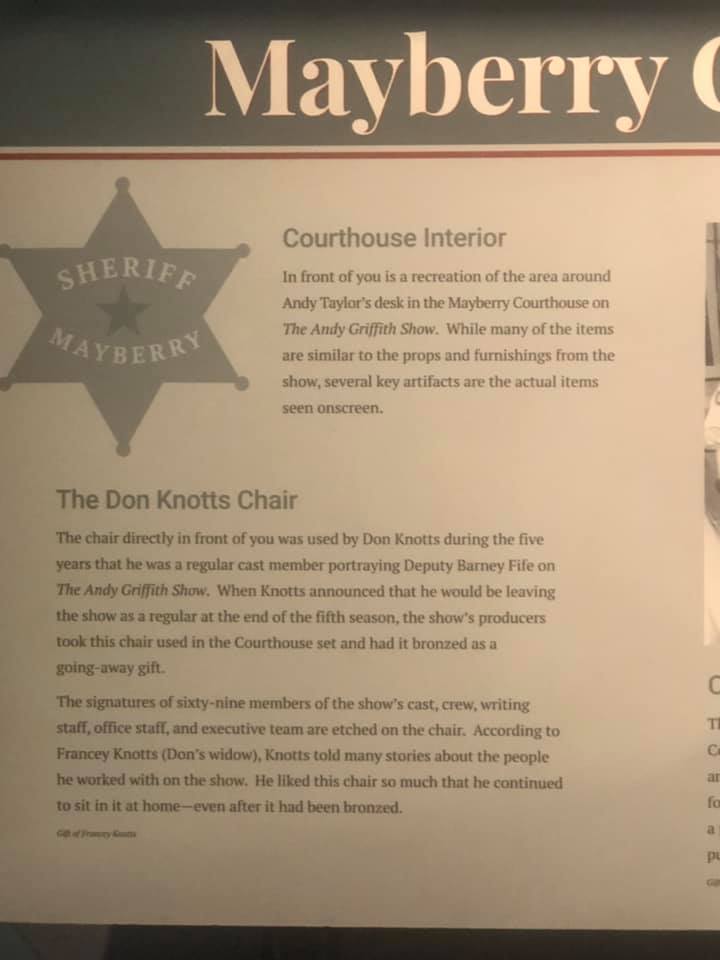 Mayberry C
SHERIFF
MAYBERRY
Courthouse Interior
In front of you is a recreation of the area around
Andy Taylor's desk in the Mayberry Courthouse on
The Andy Griffith Show. While many of the items
are similar to the props and furnishings from the
show, several key artifacts are the actual items
seen onscreen.
The Don Knotts Chair
The chair directly in front of you was used by Don Knotts during the five
years that he was a regular cast member portraying Deputy Barney Fife on
The Andy Griffith Show. When Knotts announced that he would be leaving
the show as a regular at the end of the fifth season, the show's producers
took this chair used in the Courthouse set and had it bronzed as a
going-away gift.
The signatures of sixty-nine members of the show's cast, crew, writing
staff, office staff, and executive team are etched on the chair. According to
Francey Knotts (Don's widow), Knotts told many stories about the people
he worked with on the show. He liked this chair so much that he continued
to sit in it at home—even after it had been bronzed.
Gift of Francey Knotts
C
Th
Co
an
fo
a
pu